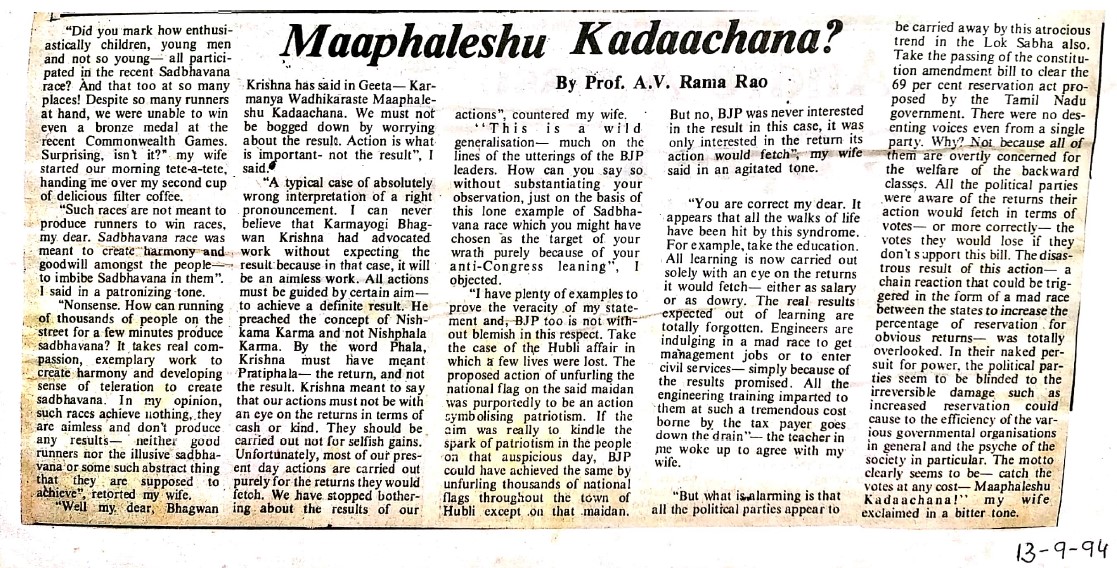 Maaphaleshu Kadaachana?
By Prof. A.V. Rama Rao
"Did you mark how enthusi-
astically children, young men
and not so young— all partici-
pated in the recent Sadbhavana
race? And that too at so many
places! Despite so many runners
at hand, we were unable to win
even a bronze medal at the
recent Commonwealth Games.
Surprising, isn't it?" my wife
started our morning tete-a-tete,
handing me over my second cup
of delicious filter coffee.
"Such races are not meant to
produce runners to win races,
my dear. Sadbhavana race was
meant to create harmony and
goodwill amongst the people—
to imbibe Sadbhavana in them".
I said in a patronizing tone.
"Nonsense. How can running
of thousands of people on the
street for a few minutes produce
sadbhavana? It takes real com-
passion, exemplary work to
create harmony and developing
sense of teleration to create
sadbhavana. In my opinion,
such races achieve nothing, they
are aimless and don't produce
any results— neither good
runners nor the illusive sadbha-
vana or some such abstract thing
that they are supposed to
achieve", retorted my wife.
"Well my dear, Bhagwan
Krishna has said in Geeta— Kar-
manya Wadhikaraste Maaphale-
shu Kadaachana. We must not
be bogged down by worrying
about the result. Action is what
is important- not the result", I
said.
"A typical case of absolutely
wrong interpretation of a right
pronouncement. I can never
believe that Karmayogi Bhag-
wan Krishna had advocated
work without expecting the
result because in that case, it will
be an aimless work. All actions
must be guided by certain aim—
to achieve a definite result. He
preached the concept of Nish-
kama Karma and not Nishphala
Karma. By the word Phala,
Krishna must have meant
Pratiphala— the return, and not
the result. Krishna meant to say
that our actions must not be with
an eye on the returns in terms of
cash or kind. They should be
carried out not for selfish gains.
Unfortunately, most of our pres-
ent day actions are carried out
purely for the returns they would
fetch. We have stopped bother-
ing about the results of our
actions", countered my wife.
"This is a wild
generalisation— much on the
lines of the utterings of the BJP
leaders. How can you say so
without substantiating your
observation, just on the basis of
this lone example of Sadbha-
vana race which you might have
chosen as the target of your
wrath purely because of your
anti-Congress leaning", I
objected.
"I have plenty of examples to
prove the veracity of my state-
ment and, BJP too is not with-
out blemish in this respect. Take
the case of the Hubli affair in
which a few lives were lost. The
proposed action of unfurling the
national flag on the said maidan
was purportedly to be an action
symbolising patriotism. If the
aim was really to kindle the
spark of patriotism in the people
on that auspicious day, BJP
could have achieved the same by
unfurling thousands of national
flags throughout the town of
Hubli except on that maidan.
But no, BJP was never interested
in the result in this case, it was
only interested in the return its
action would fetch", my wife
said in an agitated tone.
"You are correct my dear. It
appears that all the walks of life
have been hit by this syndrome.
For example, take the education.
All learning is now carried out
solely with an eye on the returns
it would fetch— either as salary
or as dowry. The real results
expected out of learning are
totally forgotten. Engineers are
indulging in a mad race to get
management jobs or to enter
civil services— simply because of
the results promised. All the
engineering training imparted to
them at such a tremendous cost
borne by the tax payer goes
down the drain"— the teacher in
me woke up to agree with my
wife.
"But what is alarming is that
all the political parties appear to
be carried away by this atrocious
trend in the Lok Sabha also.
Take the passing of the constitu-
tion amendment bill to clear the
69 per cent reservation act pro-
posed by the Tamil Nadu
government. There were no des-
enting voices even from a single
party. Why? Not because all of
them are overtly concerned for
the welfare of the backward
classes. All the political parties
were aware of the returns their
action would fetch in terms of
votes— or more correctly— the
votes they would lose if they
don't support this bill. The disas-
trous result of this action— a
chain reaction that could be trig-
gered in the form of a mad race
between the states to increase the
percentage of reservation for
obvious returns— was totally
overlooked. In their naked per-
suit for power, the political par-
ties seem to be blinded to the
irreversible damage such as
increased reservation could
cause to the efficiency of the var-
ious governmental organisations
in general and the psyche of the
society in particular. The motto
clearly seems to be— catch the
votes at any cost— Maaphaleshu
Kadaachana!" my wife
exclaimed in a bitter tone.
13-9-94